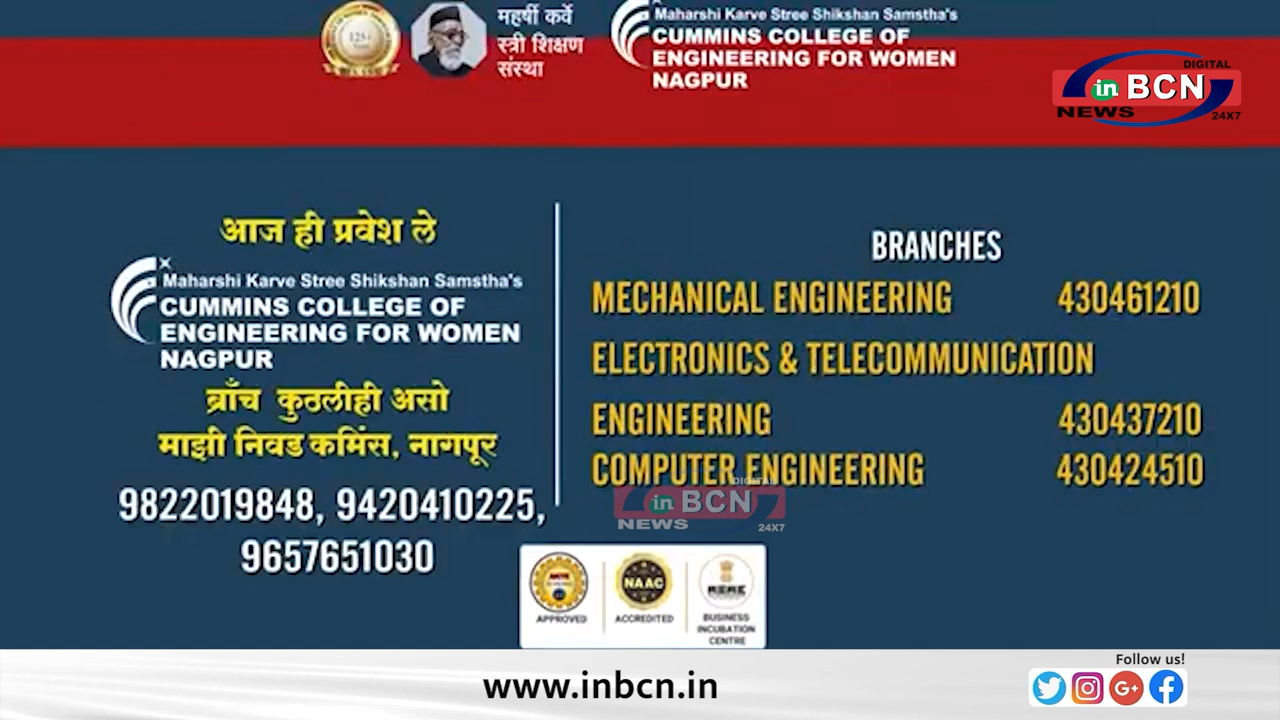 125+
महर्षी कर्वे
स्त्री शिक्षण
संस्था
Maharshi Karve Stree Shikshan Samstha's
CUMMINS COLLEGE OF
ENGINEERING FOR WOMEN
NAGPUR
DIGITAL
in BCN
NEWS 24X7
आज ही प्रवेश ले
Maharshi Karve Stree Shikshan Samstha's
CUMMINS COLLEGE OF
ENGINEERING FOR WOMEN
NAGPUR
ब्राँच कुठलीही असो
माझी निवड कमिंस, नागपूर
9822019848, 9420410225,
9657651030
BRANCHES
MECHANICAL ENGINEERING 430461210
ELECTRONICS & TELECOMMUNICATION
ENGINEERING 430437210
COMPUTER ENGINEERING 430424510
DIGITAL
in BCN
NEWS 24X7
APPROVED
NAAC
ACCREDITED
BUSINESS
INCUBATION
CENTRE
www.inbcn.in
Follow us!